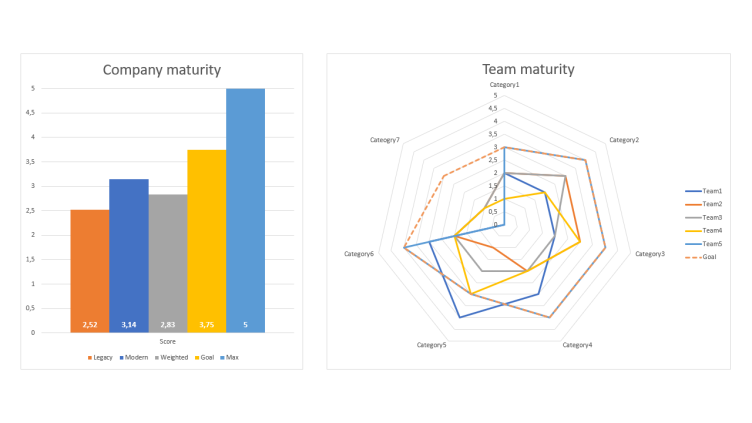 Company maturity
5
4,5
4
3,5
3
2,5
2
1,5
1
0,5
0
2,52
3,14
2,83
3,75
5
Score
Legacy Modern Weighted Goal Max
Team maturity
Category1
5
4,5
4
3,5
3
2,5
2
1,5
1
0,5
0
Category2
Category3
Category4
Category5
Category6
Cateogry7
Team1
Team2
Team3
Team4
Team5
Goal